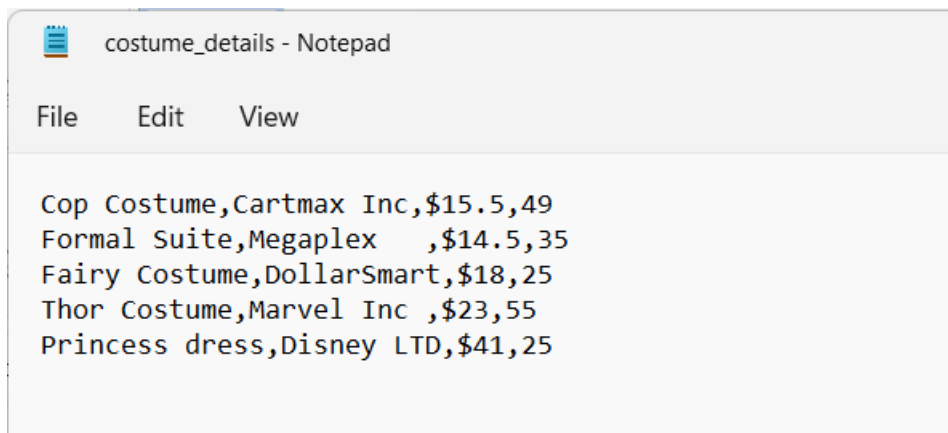 costume_details - Notepad
File Edit View
Cop Costume,Cartmax Inc,$15.5,49
Formal Suite,Megaplex   ,$14.5,35
Fairy Costume,DollarSmart,$18,25
Thor Costume,Marvel Inc ,$23,55
Princess dress,Disney LTD,$41,25